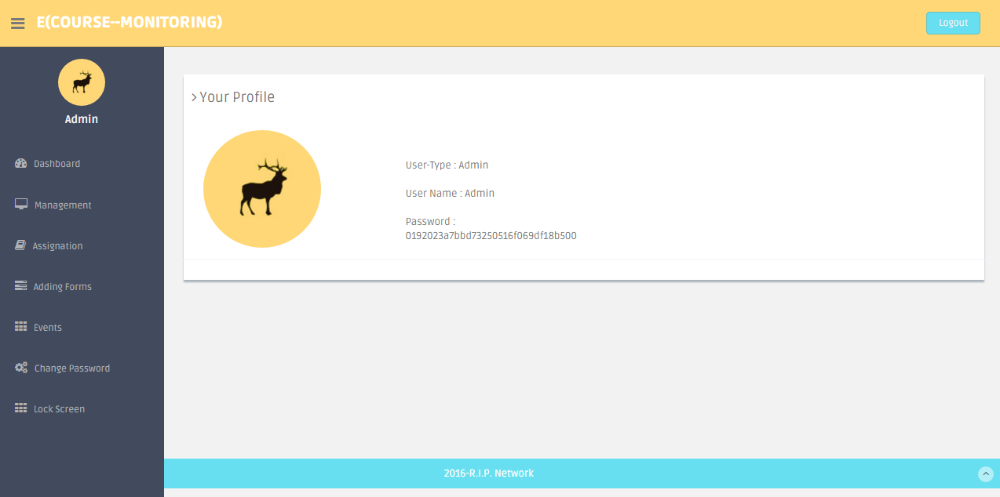 E(COURSE--MONITORING)
Logout
Admin
Dashboard
Management
Assignation
Adding Forms
Events
Change Password
Lock Screen
Your Profile
User-Type : Admin
User Name : Admin
Password :
0192023a7bbd73250516f069df18b500
2016-R.I.P. Network